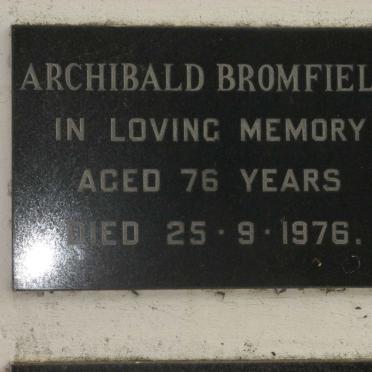 ARCHIBALD BROMFIEL
IN LOVING MEMORY
AGED 76 YEARS
DIED 25·9·1976.